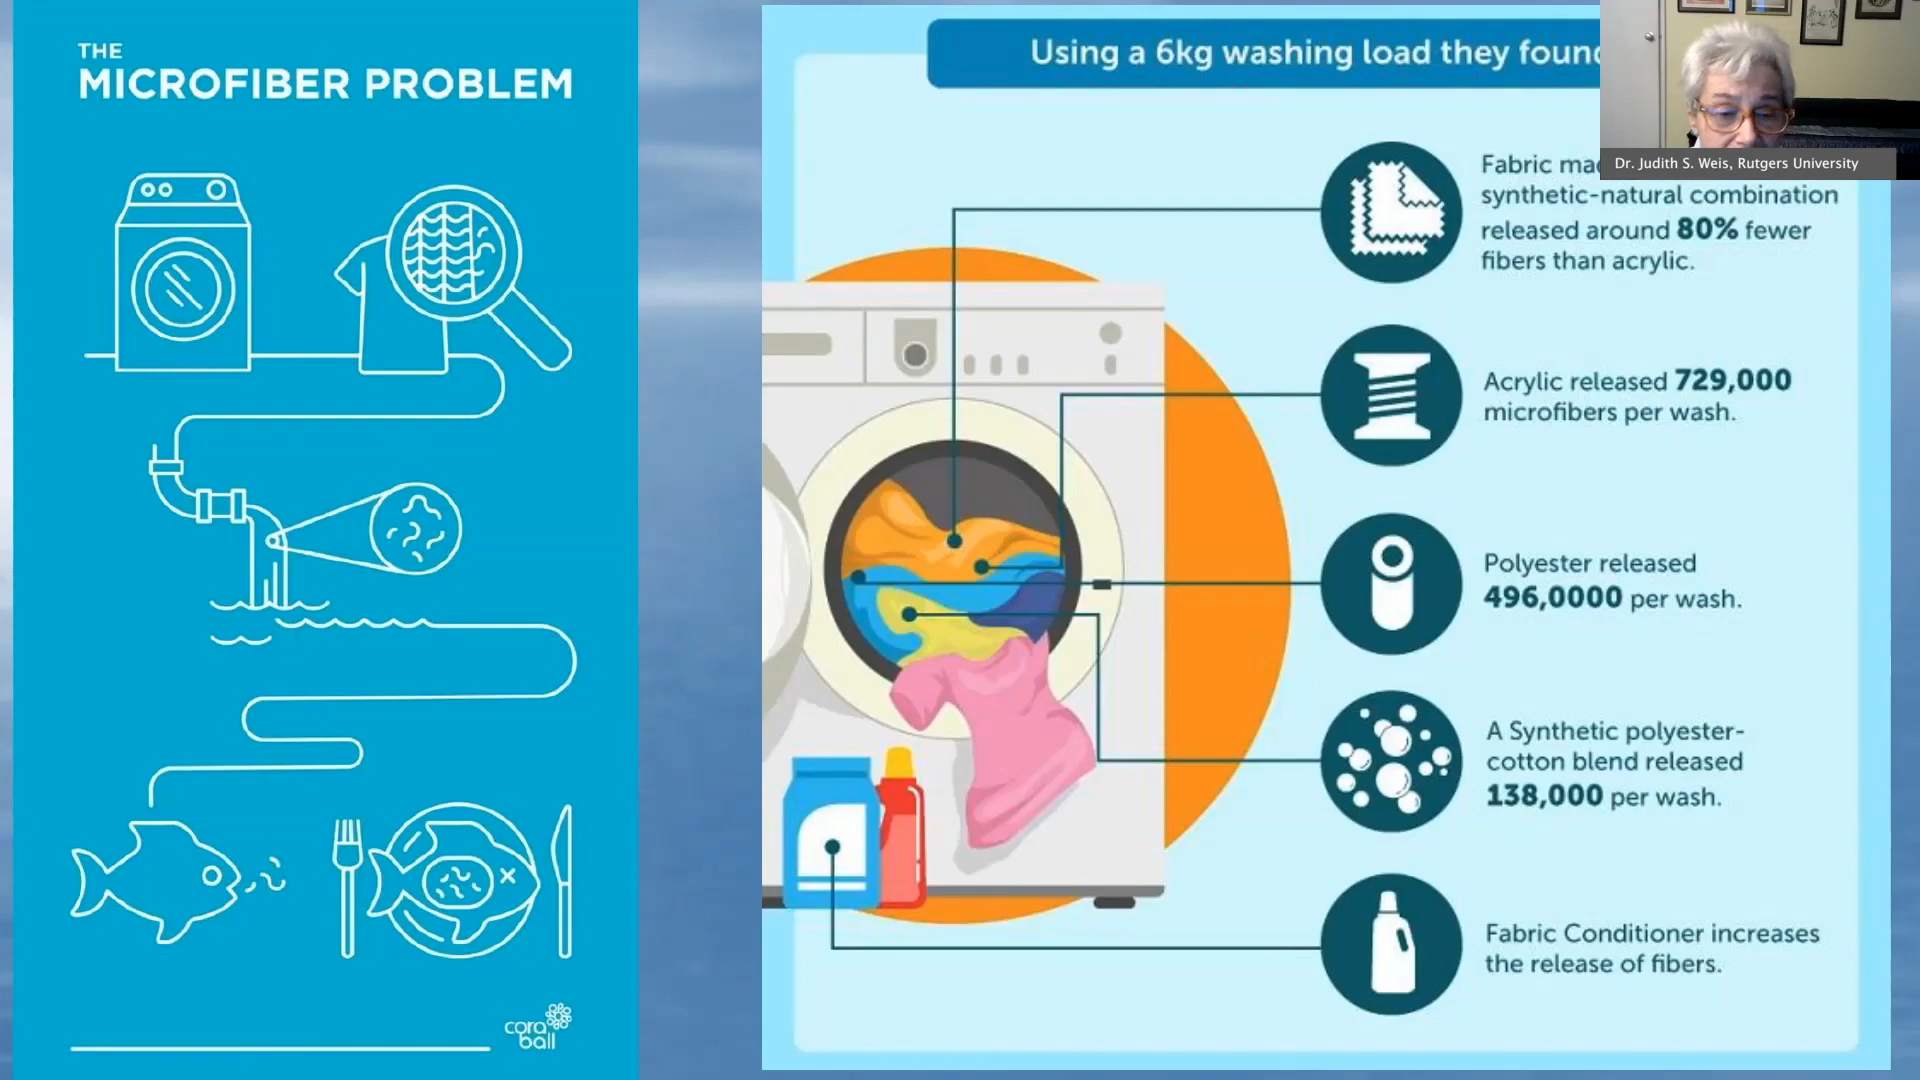 THE
MICROFIBER PROBLEM
cora
ball
Using a 6kg washing load they foun
Dr. Judith S. Weis, Rutgers University
Fabric ma
synthetic-natural combination
released around 80% fewer
fibers than acrylic.
Acrylic released 729,000
microfibers per wash.
Polyester released
496,0000 per wash.
A Synthetic polyester-
cotton blend released
138,000 per wash.
Fabric Conditioner increases
the release of fibers.